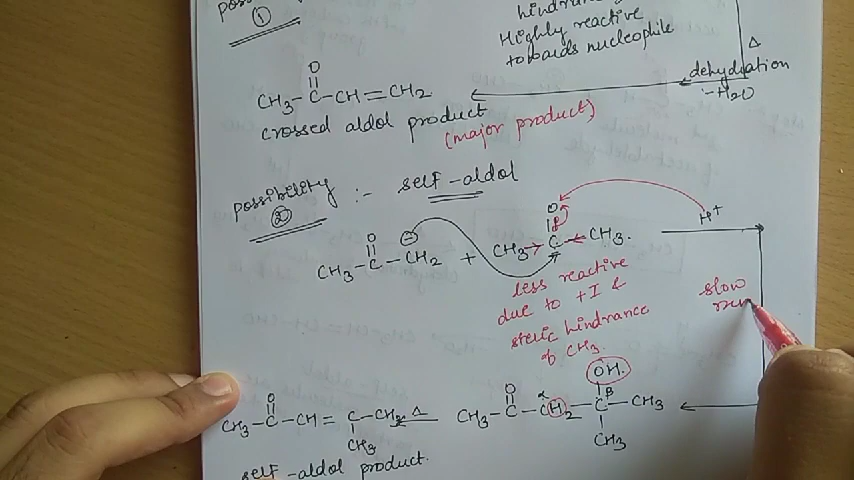 ①
Highly reactive
towards nucleophile
Δ
dehydration
-H2O
O
CH3-C-CH=CH2
crossed aldol product
(major product)
possibility :- self-aldol
②
O
CH3-C-CH2 + CH3→C←CH3. H+
less reactive
due to +I &
steric hindrance
of CH3.
slow
OH.
O α β
CH3-C-CH2-C-CH3
CH3
O Δ
CH3-C-CH=C-CH3
CH3
self-aldol product.